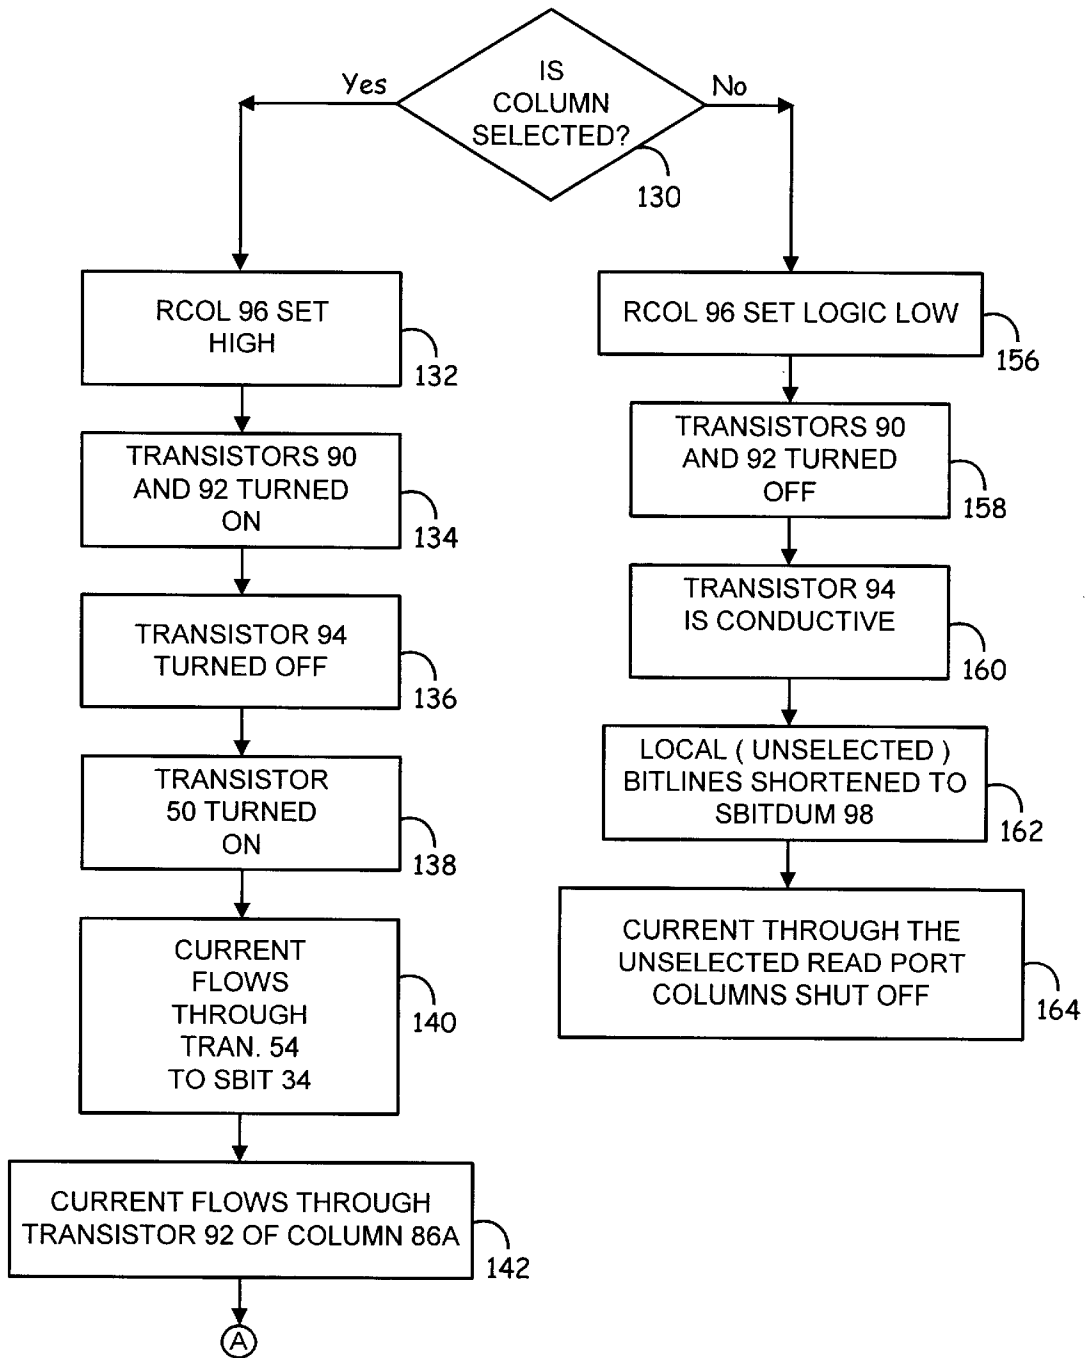 IS
COLUMN
SELECTED?
130
Yes
No
RCOL 96 SET
HIGH
132
TRANSISTORS 90
AND 92 TURNED
ON
134
TRANSISTOR 94
TURNED OFF
136
TRANSISTOR
50 TURNED
ON
138
CURRENT
FLOWS
THROUGH
TRAN. 54
TO SBIT 34
140
CURRENT FLOWS THROUGH
TRANSISTOR 92 OF COLUMN 86A
142
A
RCOL 96 SET LOGIC LOW
156
TRANSISTORS 90
AND 92 TURNED
OFF
158
TRANSISTOR 94
IS CONDUCTIVE
160
LOCAL ( UNSELECTED )
BITLINES SHORTENED TO
SBITDUM 98
162
CURRENT THROUGH THE
UNSELECTED READ PORT
COLUMNS SHUT OFF
164